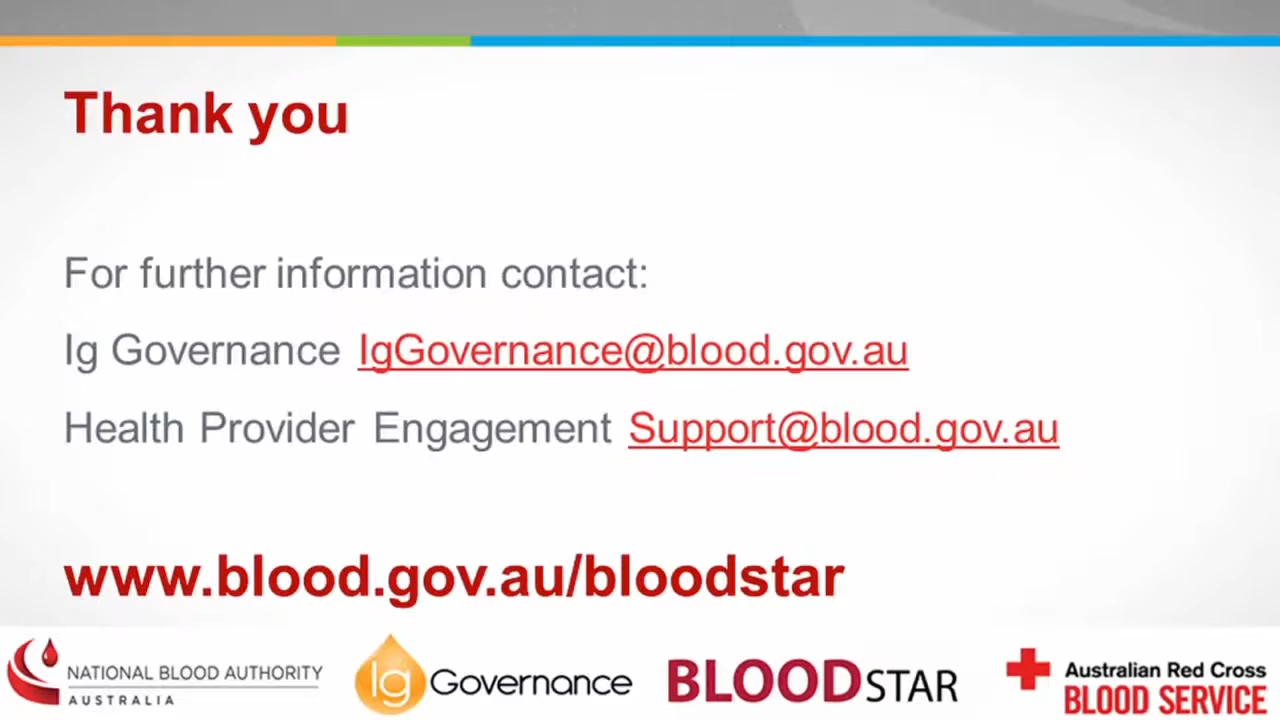 Thank you
For further information contact:
Ig Governance IgGovernance@blood.gov.au
Health Provider Engagement Support@blood.gov.au
www.blood.gov.au/bloodstar
NATIONAL BLOOD AUTHORITY
AUSTRALIA
Ig Governance
BLOODSTAR
Australian Red Cross
BLOOD SERVICE